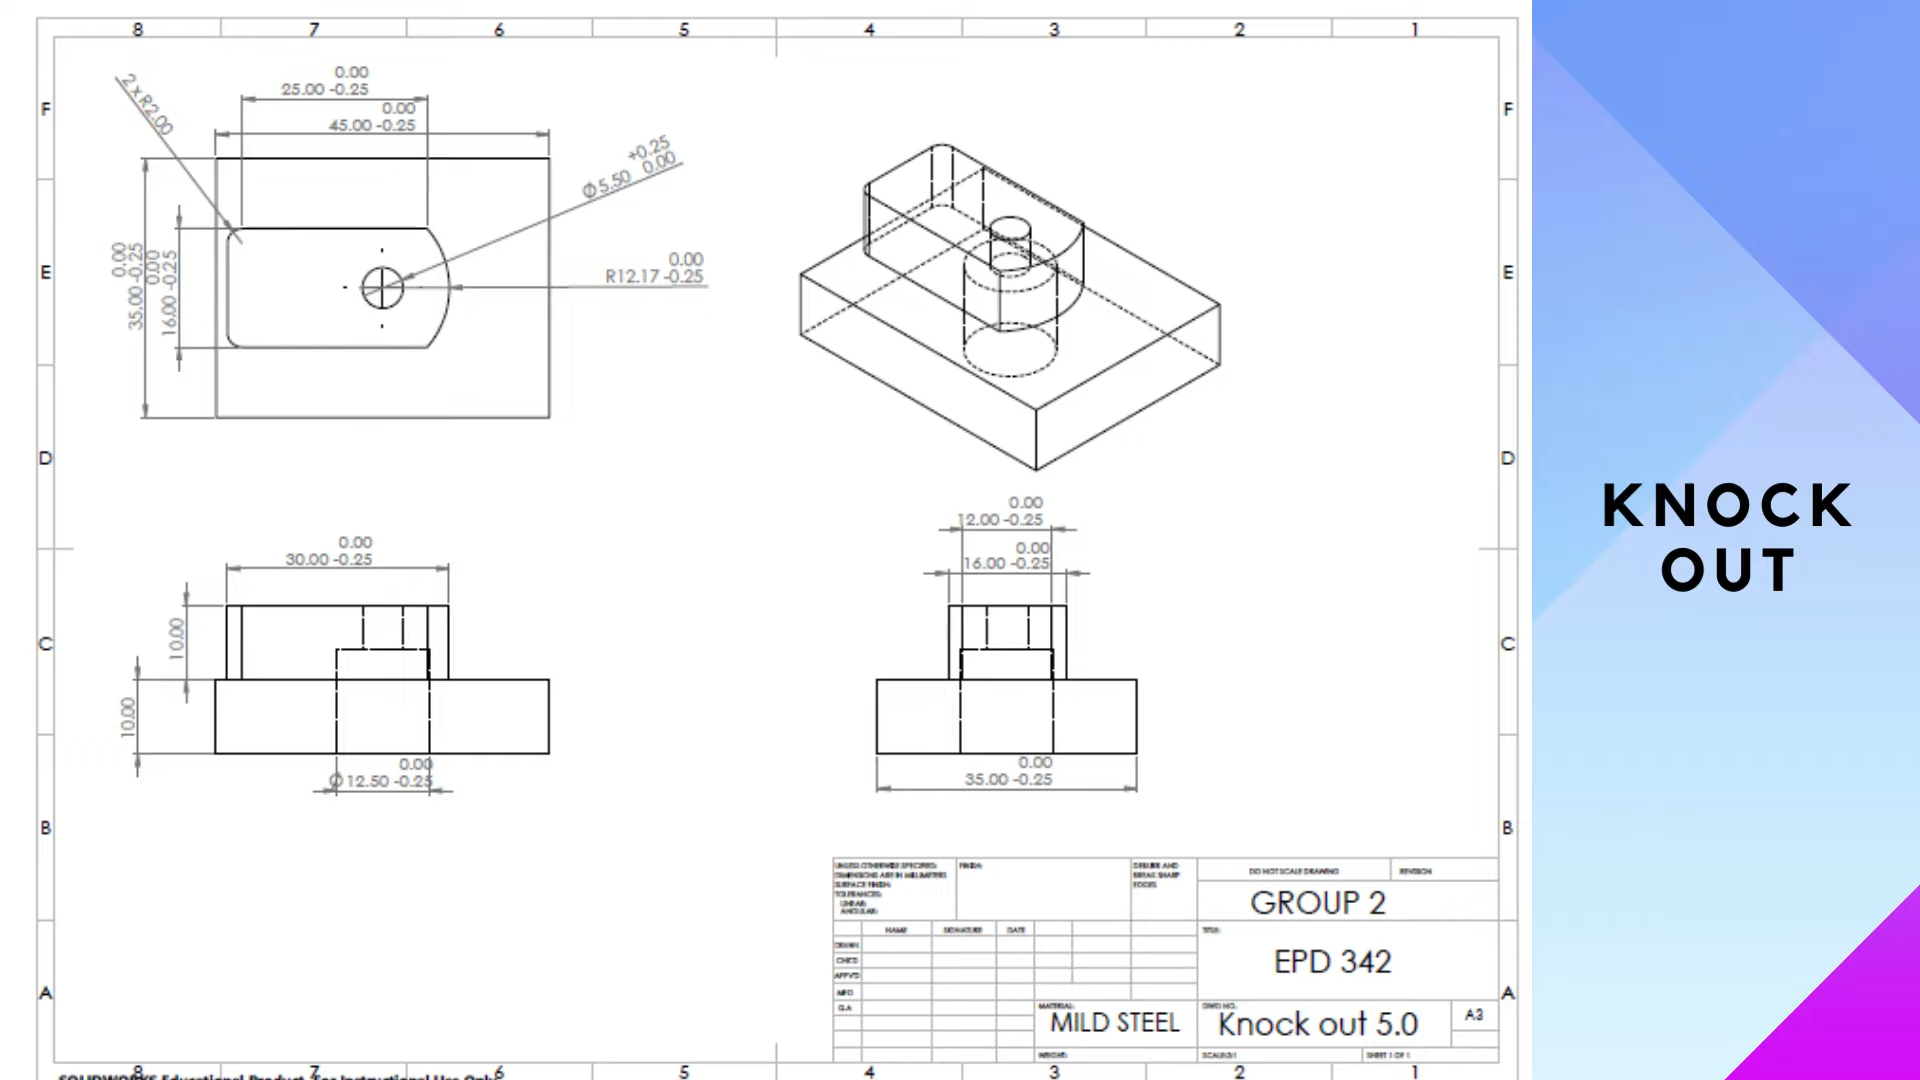 8 7 6 5 4 3 2 1
F
F
2 x R2.00
0.00
25.00 -0.25
0.00
45.00 -0.25
+0.25
Ø5.50 0.00
0.00
R12.17 -0.25
0.00
35.00 -0.25
0.00
16.00 -0.25
E
E
D
D
KNOCK
OUT
0.00
12.00 -0.25
0.00
16.00 -0.25
0.00
30.00 -0.25
10.00
10.00
C
C
0.00
Ø12.50 -0.25
0.00
35.00 -0.25
B
B
UNLESS OTHERWISE SPECIFIED:
DIMENSIONS ARE IN MILLIMETERS
SURFACE FINISH:
TOLERANCES:
LINEAR:
ANGULAR:
FINISH:
DEBURR AND
BREAK SHARP
EDGES
DO NOT SCALE DRAWING
REVISION
GROUP 2
NAME SIGNATURE DATE
TITLE:
DRAWN
CHK'D
APPV'D
MFG
Q.A
EPD 342
A
A
MATERIAL:
MILD STEEL
DWG NO.
Knock out 5.0
A3
WEIGHT:
SCALE:2:1
SHEET 1 OF 1
8 7 6 5 4 3 2 1
SOLIDWORKS Educational Product. For Instructional Use Only.